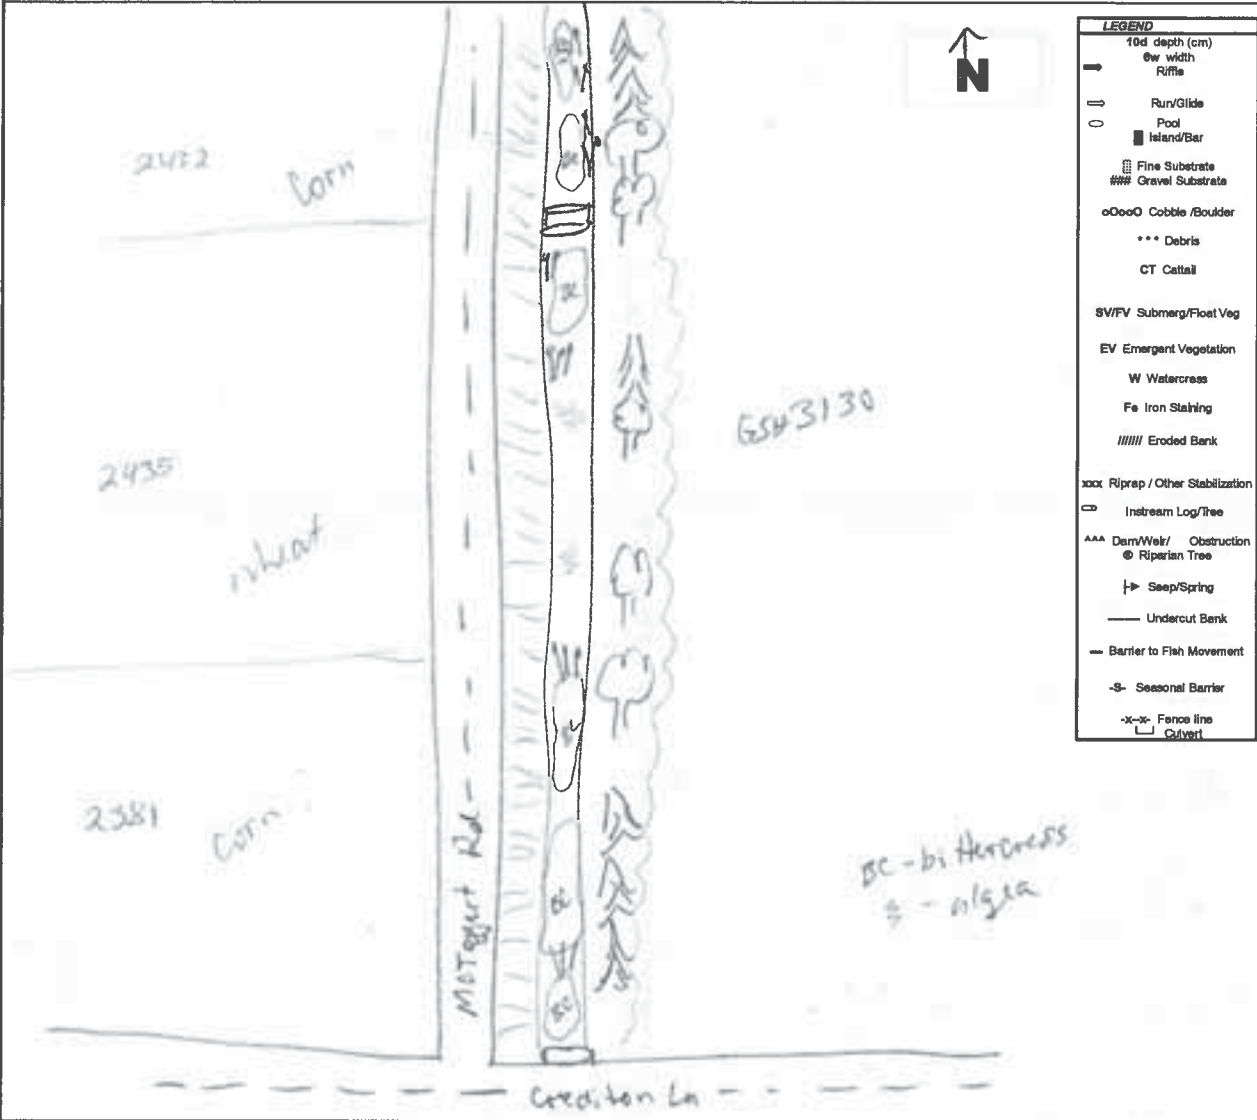 N
LEGEND
10d depth (cm)
6w width
Riffle
Run/Glide
Pool
Island/Bar
Fine Substrate
### Gravel Substrate
oOooO Cobble /Boulder
*** Debris
CT Cattail
SV/FV Submerg/Float Veg
EV Emergent Vegetation
W Watercress
Fe Iron Staining
/////// Eroded Bank
xxx Riprap / Other Stabilization
Instream Log/Tree
^^^ Dam/Weir/ Obstruction
Riparian Tree
Seep/Spring
Undercut Bank
Barrier to Fish Movement
-S- Seasonal Barrier
-x--x- Fence line
Culvert
2432
Corn
2435
wheat
2381
Corn
Rd
BC
BC
BC - bittercress
- algea
Crediton Ln